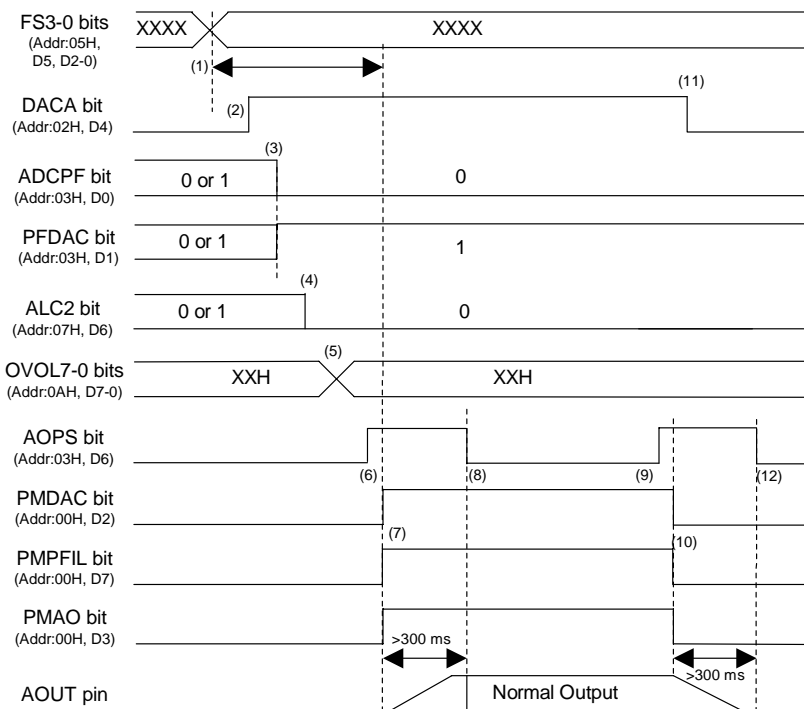 FS3-0 bits
(Addr:05H,
D5, D2-0)
XXXX
XXXX
(1)
DACA bit
(Addr:02H, D4)
(2)
(11)
ADCPF bit
(Addr:03H, D0)
0 or 1
(3)
0
PFDAC bit
(Addr:03H, D1)
0 or 1
1
ALC2 bit
(Addr:07H, D6)
0 or 1
(4)
0
OVOL7-0 bits
(Addr:0AH, D7-0)
XXH
(5)
XXH
AOPS bit
(Addr:03H, D6)
(6)
(8)
(9)
(12)
PMDAC bit
(Addr:00H, D2)
(7)
(10)
PMPFIL bit
(Addr:00H, D7)
PMAO bit
(Addr:00H, D3)
>300 ms
>300 ms
AOUT pin
Normal Output